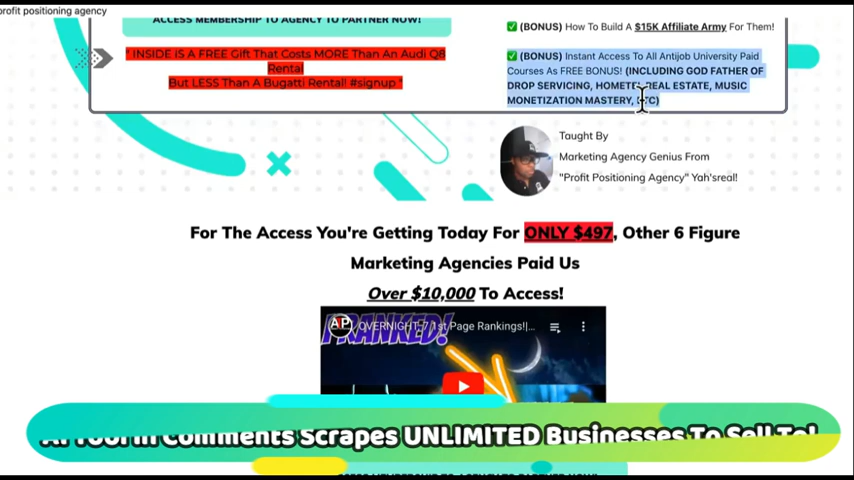 profit positioning agency
ACCESS MEMBERSHIP TO AGENCY TO PARTNER NOW!
" INSIDE IS A FREE Gift That Costs MORE Than An Audi Q8
Rental
But LESS Than A Bugatti Rental! #signup "
✅ (BONUS) How To Build A $15K Affiliate Army For Them!
✅ (BONUS) Instant Access To All Antijob University Paid
Courses As FREE BONUS! (INCLUDING GOD FATHER OF
DROP SERVICING, REAL ESTATE, MUSIC
MONETIZATION MASTERY, ETC)
Taught By
Marketing Agency Genius From
"Profit Positioning Agency" Yah'sreal!
For The Access You're Getting Today For ONLY $497, Other 6 Figure
Marketing Agencies Paid Us
Over $10,000 To Access!
AP OVERNIGHT 7 1st Page Rankings!|...
RANKED!
Comments Scrapes UNLIMITED Businesses To Sell To!